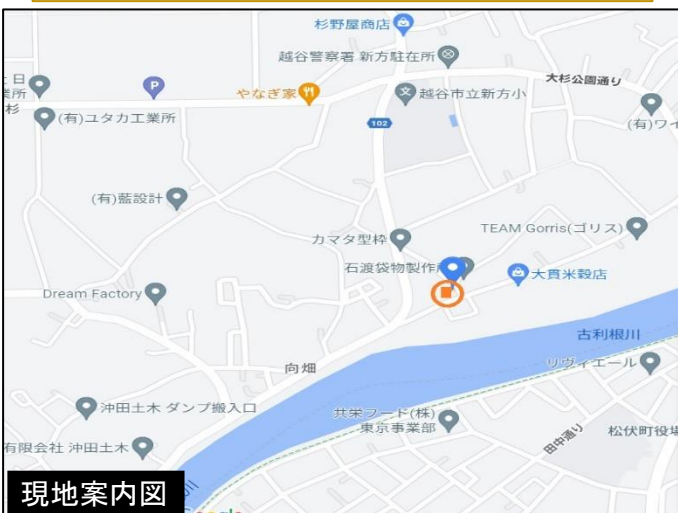 杉野屋商店
越谷警察署 新方駐在所
大杉公園通り
日
業所
杉
P
やなぎ家
文
越谷市立新方小
(有)ユタカ工業所
102
(有)ワイ
(有)藍設計
カマタ型枠
TEAM Gorris(ゴリス)
石渡袋物製作所
大貫米穀店
Dream Factory
古利根川
向畑
リヴィエール
沖田土木 ダンプ搬入口
共栄フード(株)
東京事業部
田中通り
松伏町役場
有限会社 沖田土木
現地案内図